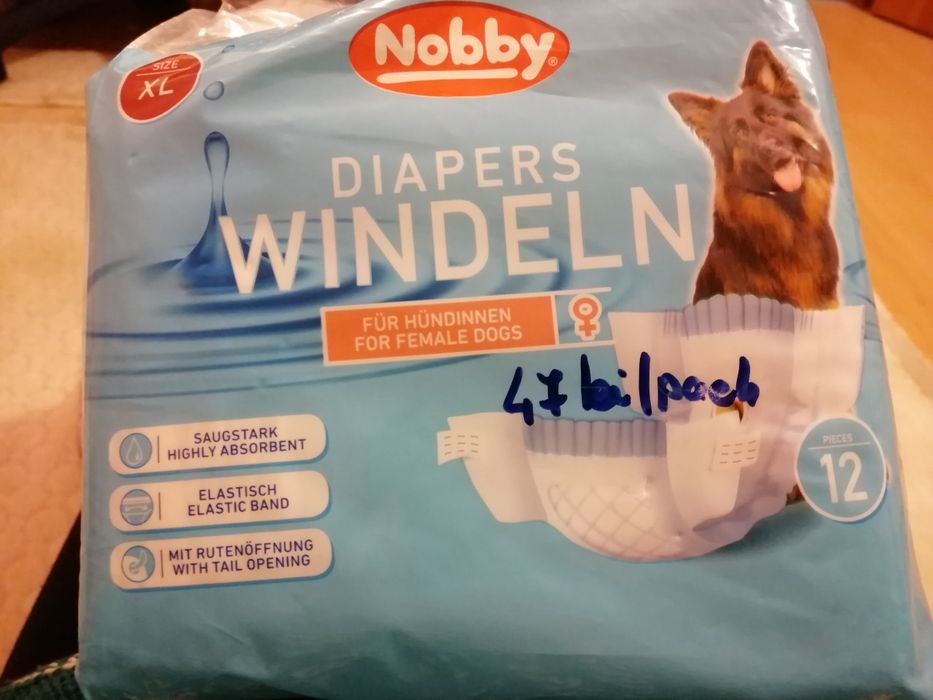 SIZE
XL
Nobby®
DIAPERS
WINDELN
FÜR HÜNDINNEN
FOR FEMALE DOGS
SAUGSTARK
HIGHLY ABSORBENT
ELASTISCH
ELASTIC BAND
MIT RUTENÖFFNUNG
WITH TAIL OPENING
PIECES
12
47